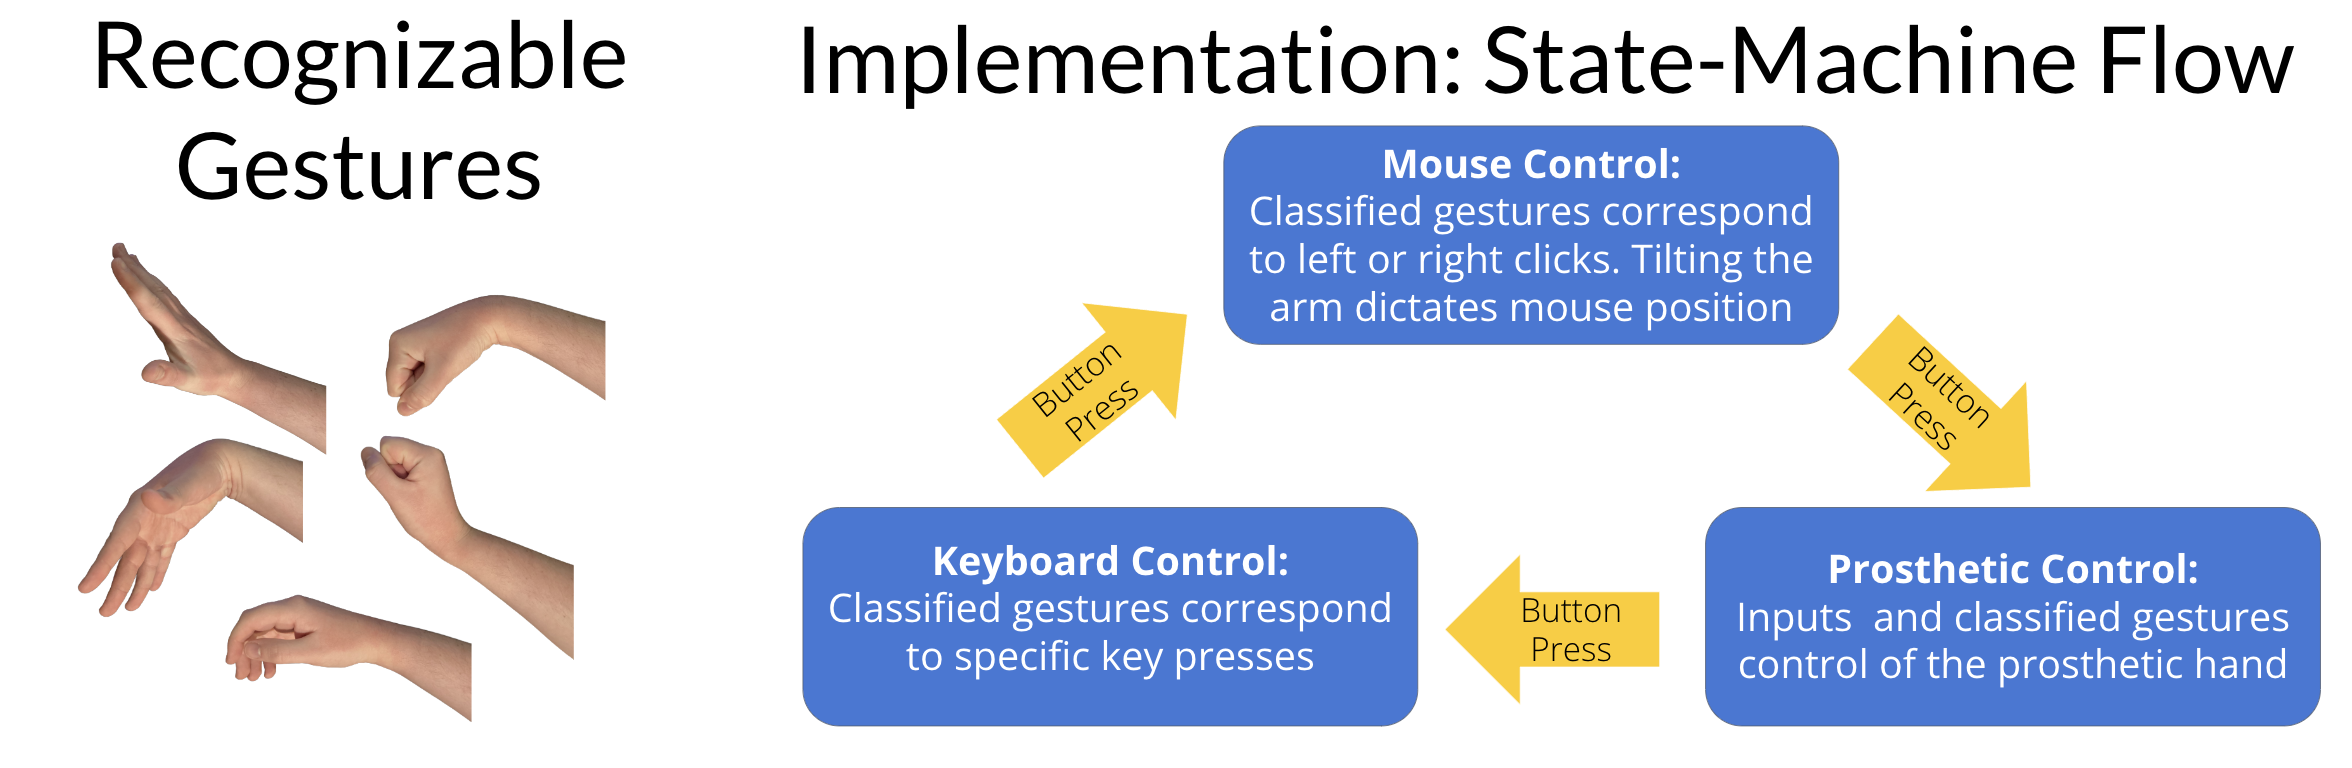 Recognizable
Gestures
Implementation: State-Machine Flow
Mouse Control:
Classified gestures correspond
to left or right clicks. Tilting the
arm dictates mouse position
Button
Press
Button
Press
Keyboard Control:
Classified gestures correspond
to specific key presses
Button
Press
Prosthetic Control:
Inputs  and classified gestures
control of the prosthetic hand